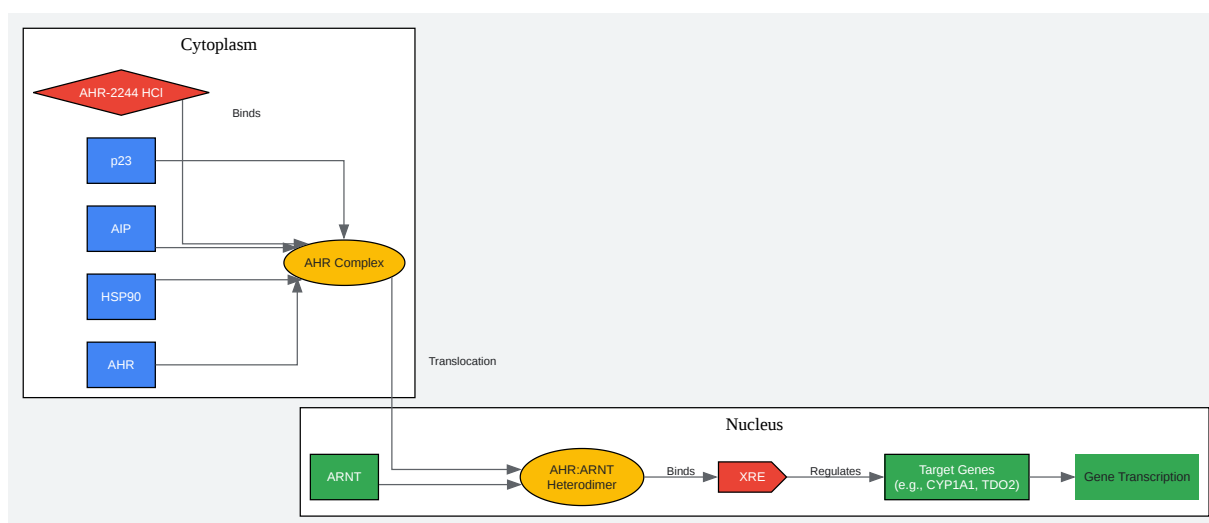 Cytoplasm
AHR-2244 HCl
Binds
p23
AIP
AHR Complex
HSP90
AHR
Translocation
Nucleus
ARNT
AHR:ARNT
Heterodimer
Binds
XRE
Regulates
Target Genes
(e.g., CYP1A1, TDO2)
Gene Transcription